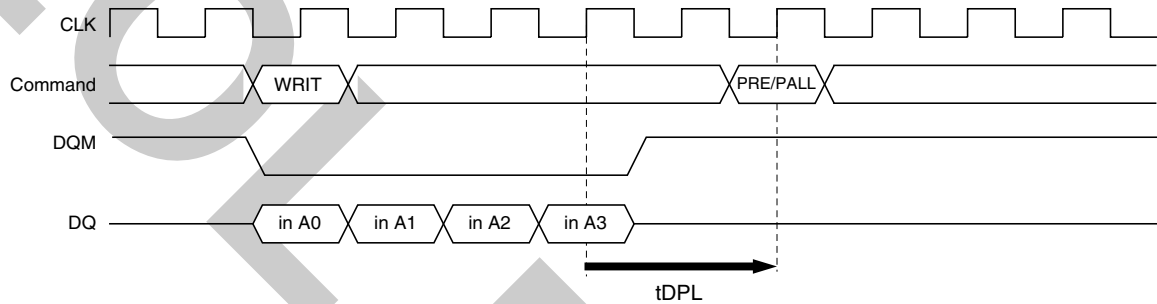 CLK
Command WRIT PRE/PALL
DQM
DQ in A0 in A1 in A2 in A3
tDPL